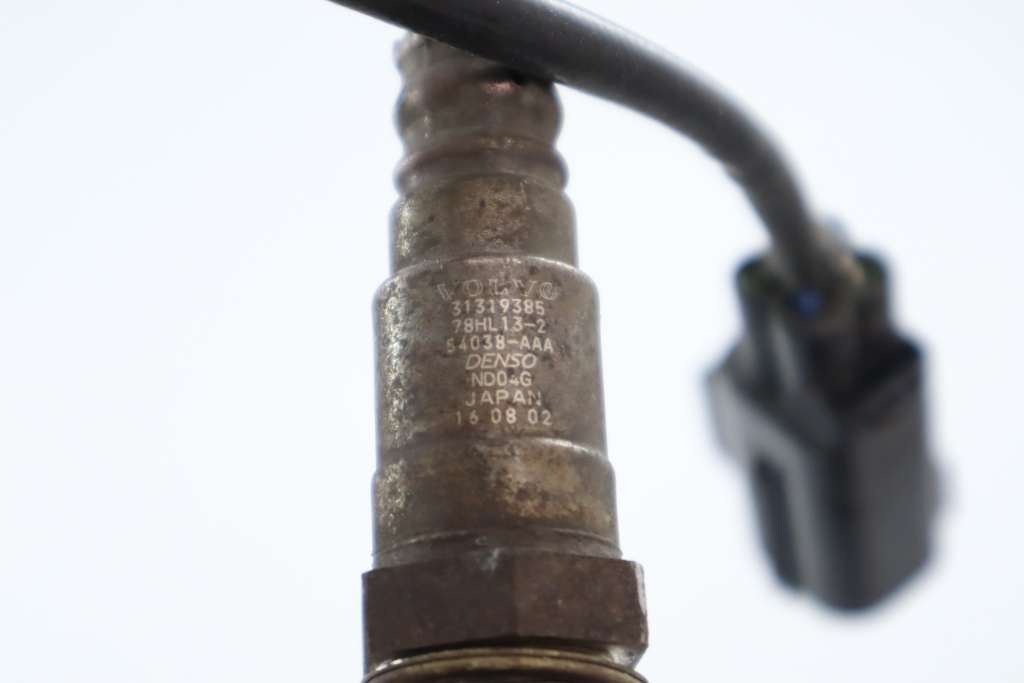 VOLVO
31319385
78HL13-2
54038-AAA
DENSO
ND04G
JAPAN
16 08 02